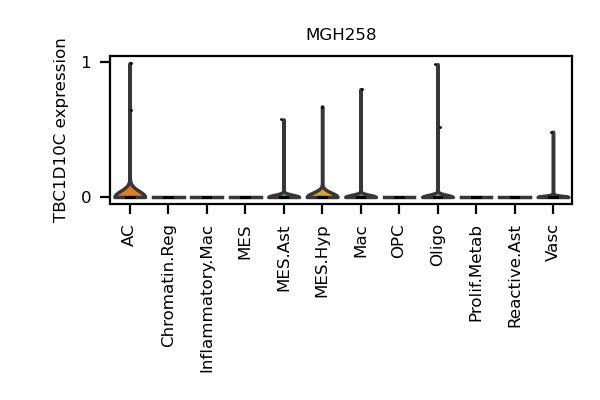 MGH258
TBC1D10C expression
1
0
AC
Chromatin.Reg
Inflammatory.Mac
MES
MES.Ast
MES.Hyp
Mac
OPC
Oligo
Prolif.Metab
Reactive.Ast
Vasc